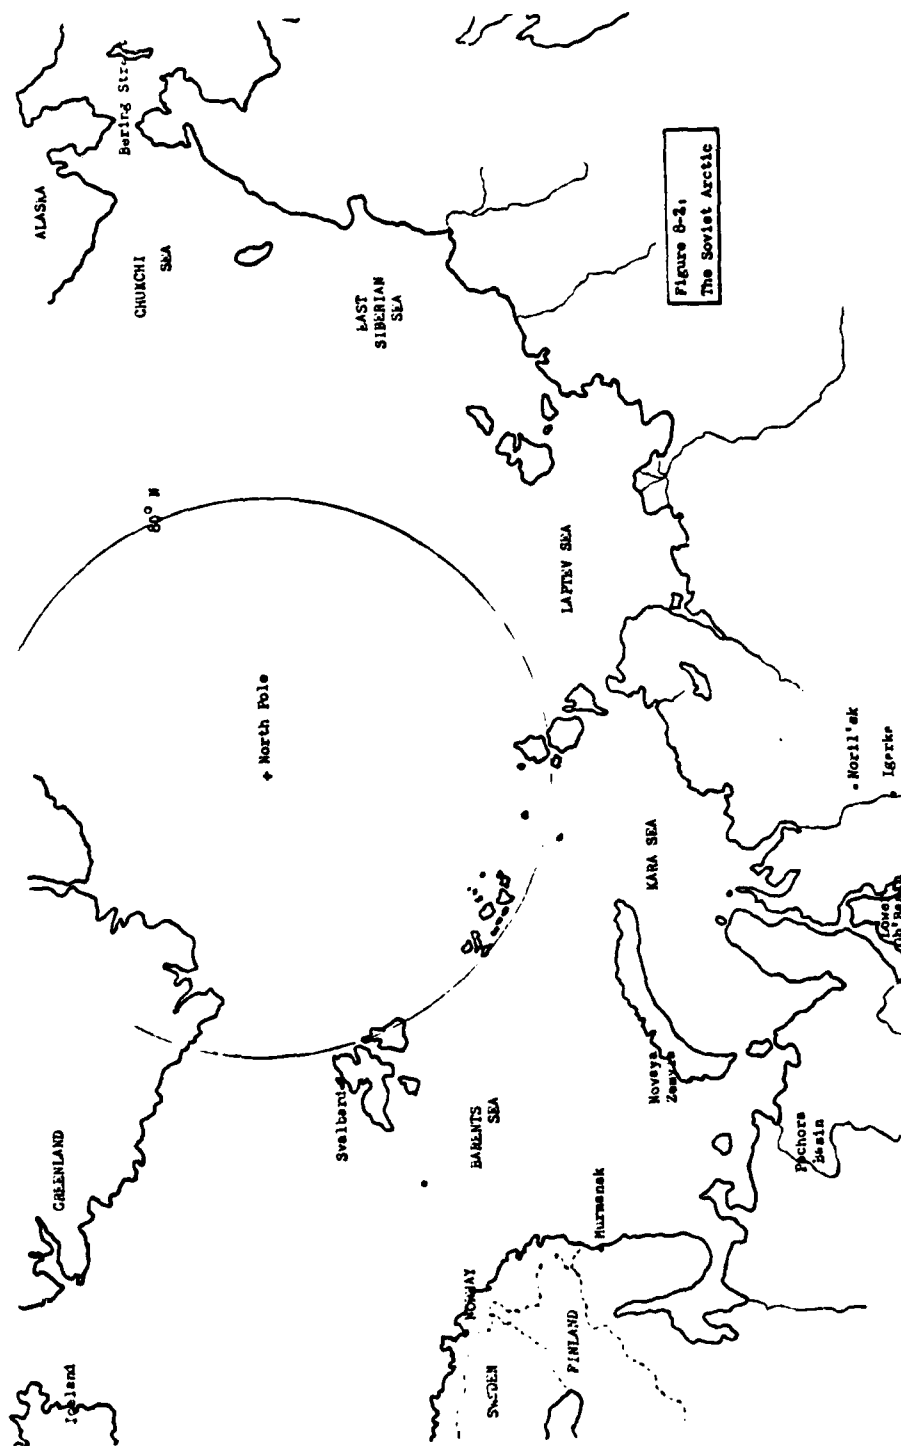 ALASKA
Bering Str
CHUKCHI
SEA
EAST
SIBERIAN
SEA
Figure 8-2:
The Soviet Arctic
80° N
LAPTEV SEA
+ North Pole
Noril'sk
Igarka
KARA SEA
Lower
Ob' Basin
Novaya
Zemlya
Svalbard
BARENTS
SEA
Pechora
Basin
GREENLAND
Murmansk
NORWAY
FINLAND
SWEDEN
Iceland